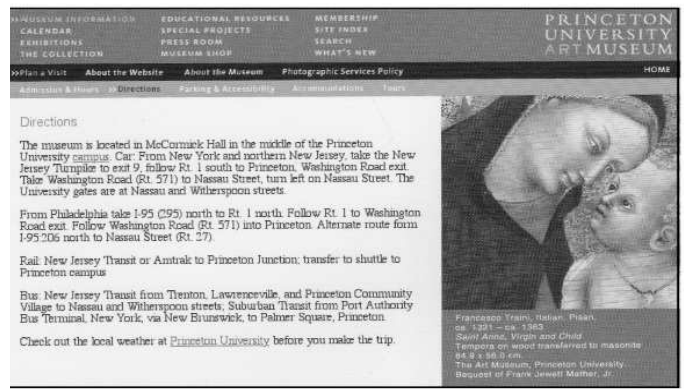 »MUSEUM INFORMATION EDUCATIONAL RESOURCES MEMBERSHIP
CALENDAR SPECIAL PROJECTS SITE INDEX
EXHIBITIONS PRESS ROOM SEARCH
THE COLLECTION MUSEUM SHOP WHAT'S NEW
PRINCETON
UNIVERSITY
ART MUSEUM
»Plan a Visit About the Website About the Museum Photographic Services Policy HOME
Admission & Hours »Directions Parking & Accessibility Accommodations Tours
Directions
The museum is located in McCormick Hall in the middle of the Princeton
University campus. Car: From New York and northern New Jersey, take the New
Jersey Turnpike to exit 9, follow Rt. 1 south to Princeton, Washington Road exit.
Take Washington Road (Rt. 571) to Nassau Street, turn left on Nassau Street. The
University gates are at Nassau and Witherspoon streets.
From Philadelphia take I-95 (295) north to Rt. 1 north. Follow Rt. 1 to Washington
Road exit. Follow Washington Road (Rt. 571) into Princeton. Alternate route form
I-95:206 north to Nassau Street (Rt. 27).
Rail: New Jersey Transit or Amtrak to Princeton Junction; transfer to shuttle to
Princeton campus
Bus: New Jersey Transit from Trenton, Lawrenceville, and Princeton Community
Village to Nassau and Witherspoon streets; Suburban Transit from Port Authority
Bus Terminal, New York, via New Brunswick, to Palmer Square, Princeton.
Check out the local weather at Princeton University before you make the trip.
Francesco Traini, Italian, Pisan,
ca. 1321 – ca. 1363
Saint Anne, Virgin and Child
Tempora on wood transferred to masonite
64.9 x 56.0 cm.
The Art Museum, Princeton University.
Bequest of Frank Jewett Mather, Jr.